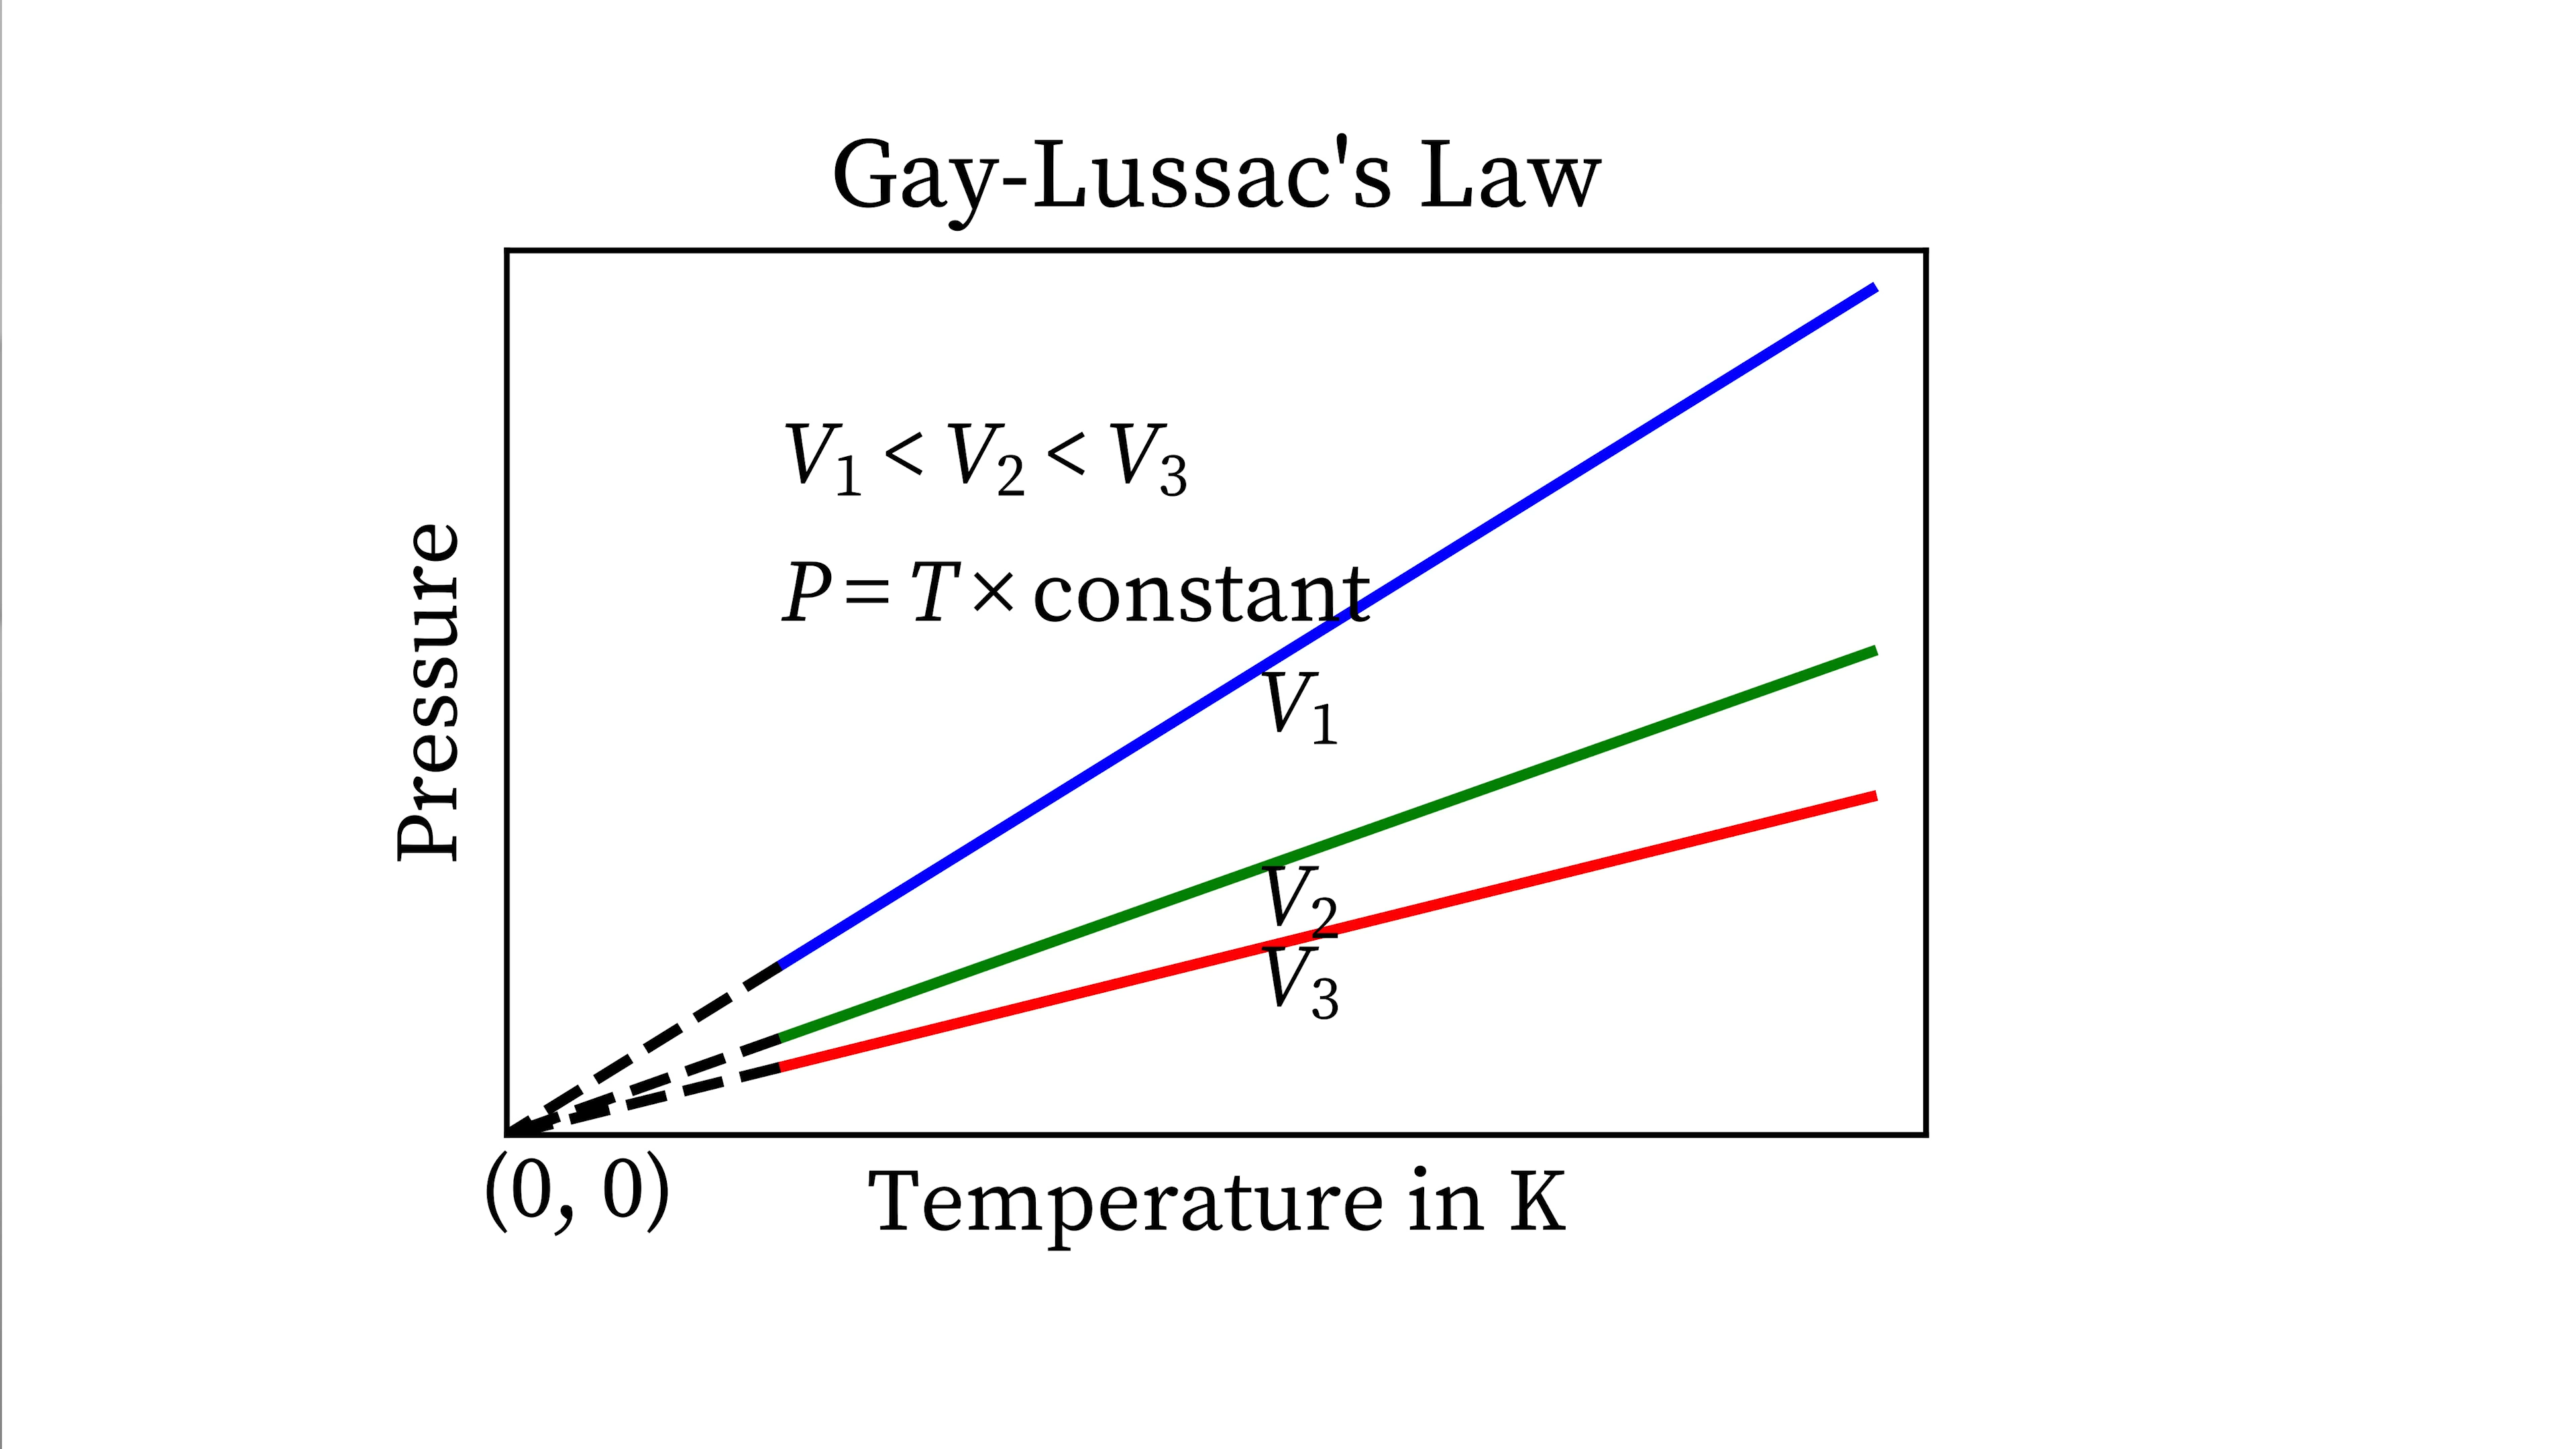 Gay-Lussac's Law
V₁ < V₂ < V₃
P = T × constant
V₁
V₂
V₃
Pressure
(0, 0)
Temperature in K